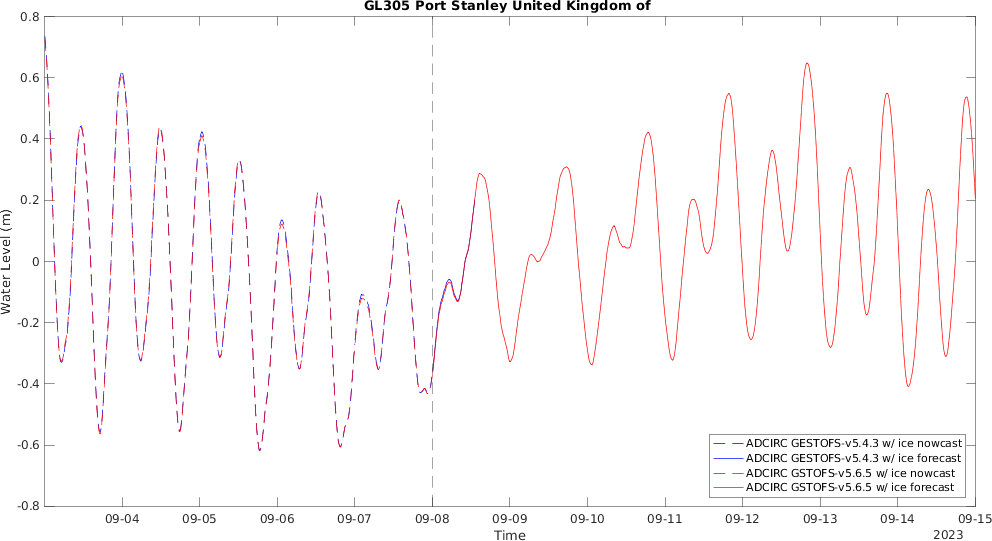 GL305 Port Stanley United Kingdom of
0.8
0.6
0.4
0.2
0
-0.2
-0.4
-0.6
-0.8
Water Level (m)
09-04 09-05 09-06 09-07 09-08 09-09 09-10 09-11 09-12 09-13 09-14 09-15
Time
2023
ADCIRC GESTOFS-v5.4.3 w/ ice nowcast
ADCIRC GESTOFS-v5.4.3 w/ ice forecast
ADCIRC GSTOFS-v5.6.5 w/ ice nowcast
ADCIRC GSTOFS-v5.6.5 w/ ice forecast